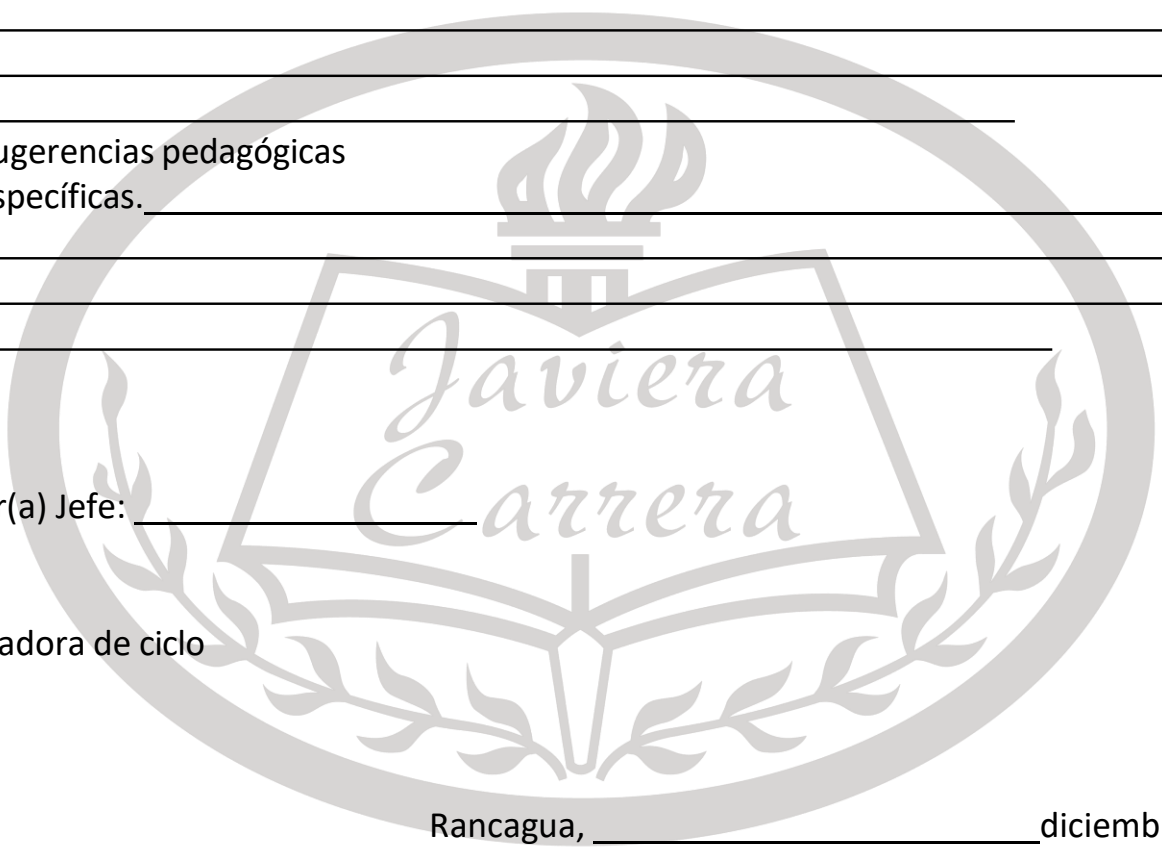 ugerencias pedagógicas
specíficas.
Javiera
Carrera
r(a) Jefe:
adora de ciclo
Rancagua, diciemb